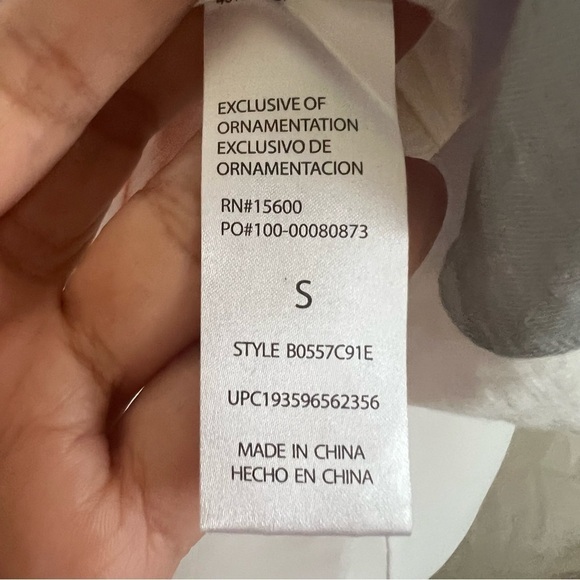 EXCLUSIVE OF
ORNAMENTATION
EXCLUSIVO DE
ORNAMENTACION
RN#15600
PO#100-00080873
S
STYLE B0557C91E
UPC193596562356
MADE IN CHINA
HECHO EN CHINA